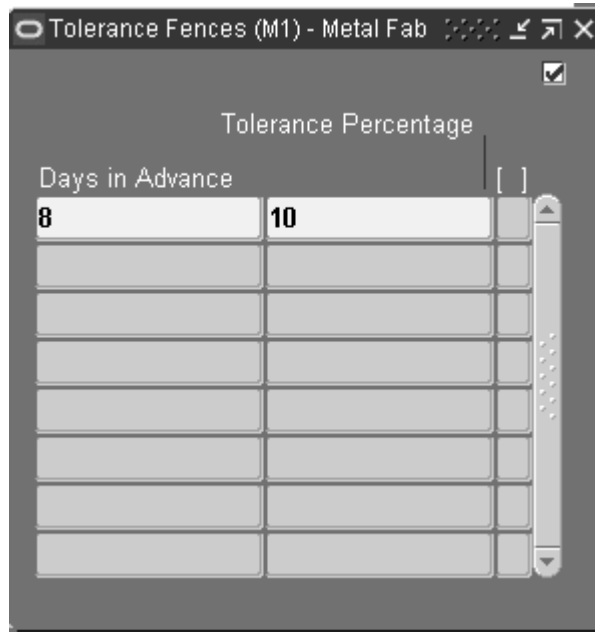 Tolerance Fences (M1) - Metal Fab
Tolerance Percentage
Days in Advance [ ]
8 10